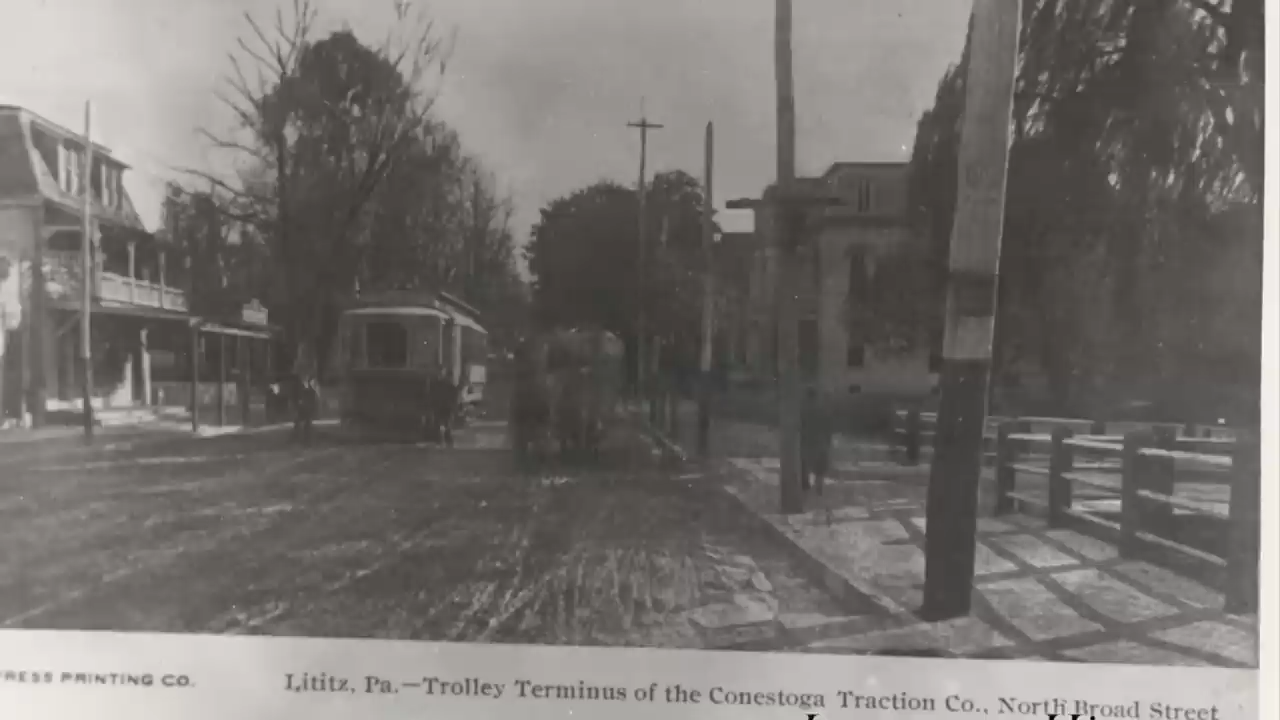 RESS PRINTING CO.
Lititz, Pa.—Trolley Terminus of the Conestoga Traction Co., North Broad Street